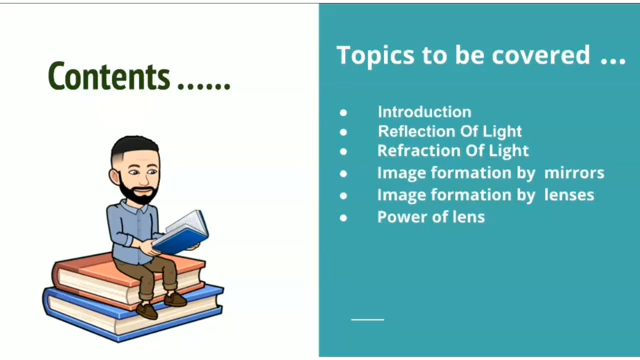 Contents ......
Topics to be covered ...
● Introduction
● Reflection Of Light
● Refraction Of Light
● Image formation by mirrors
● Image formation by lenses
● Power of lens